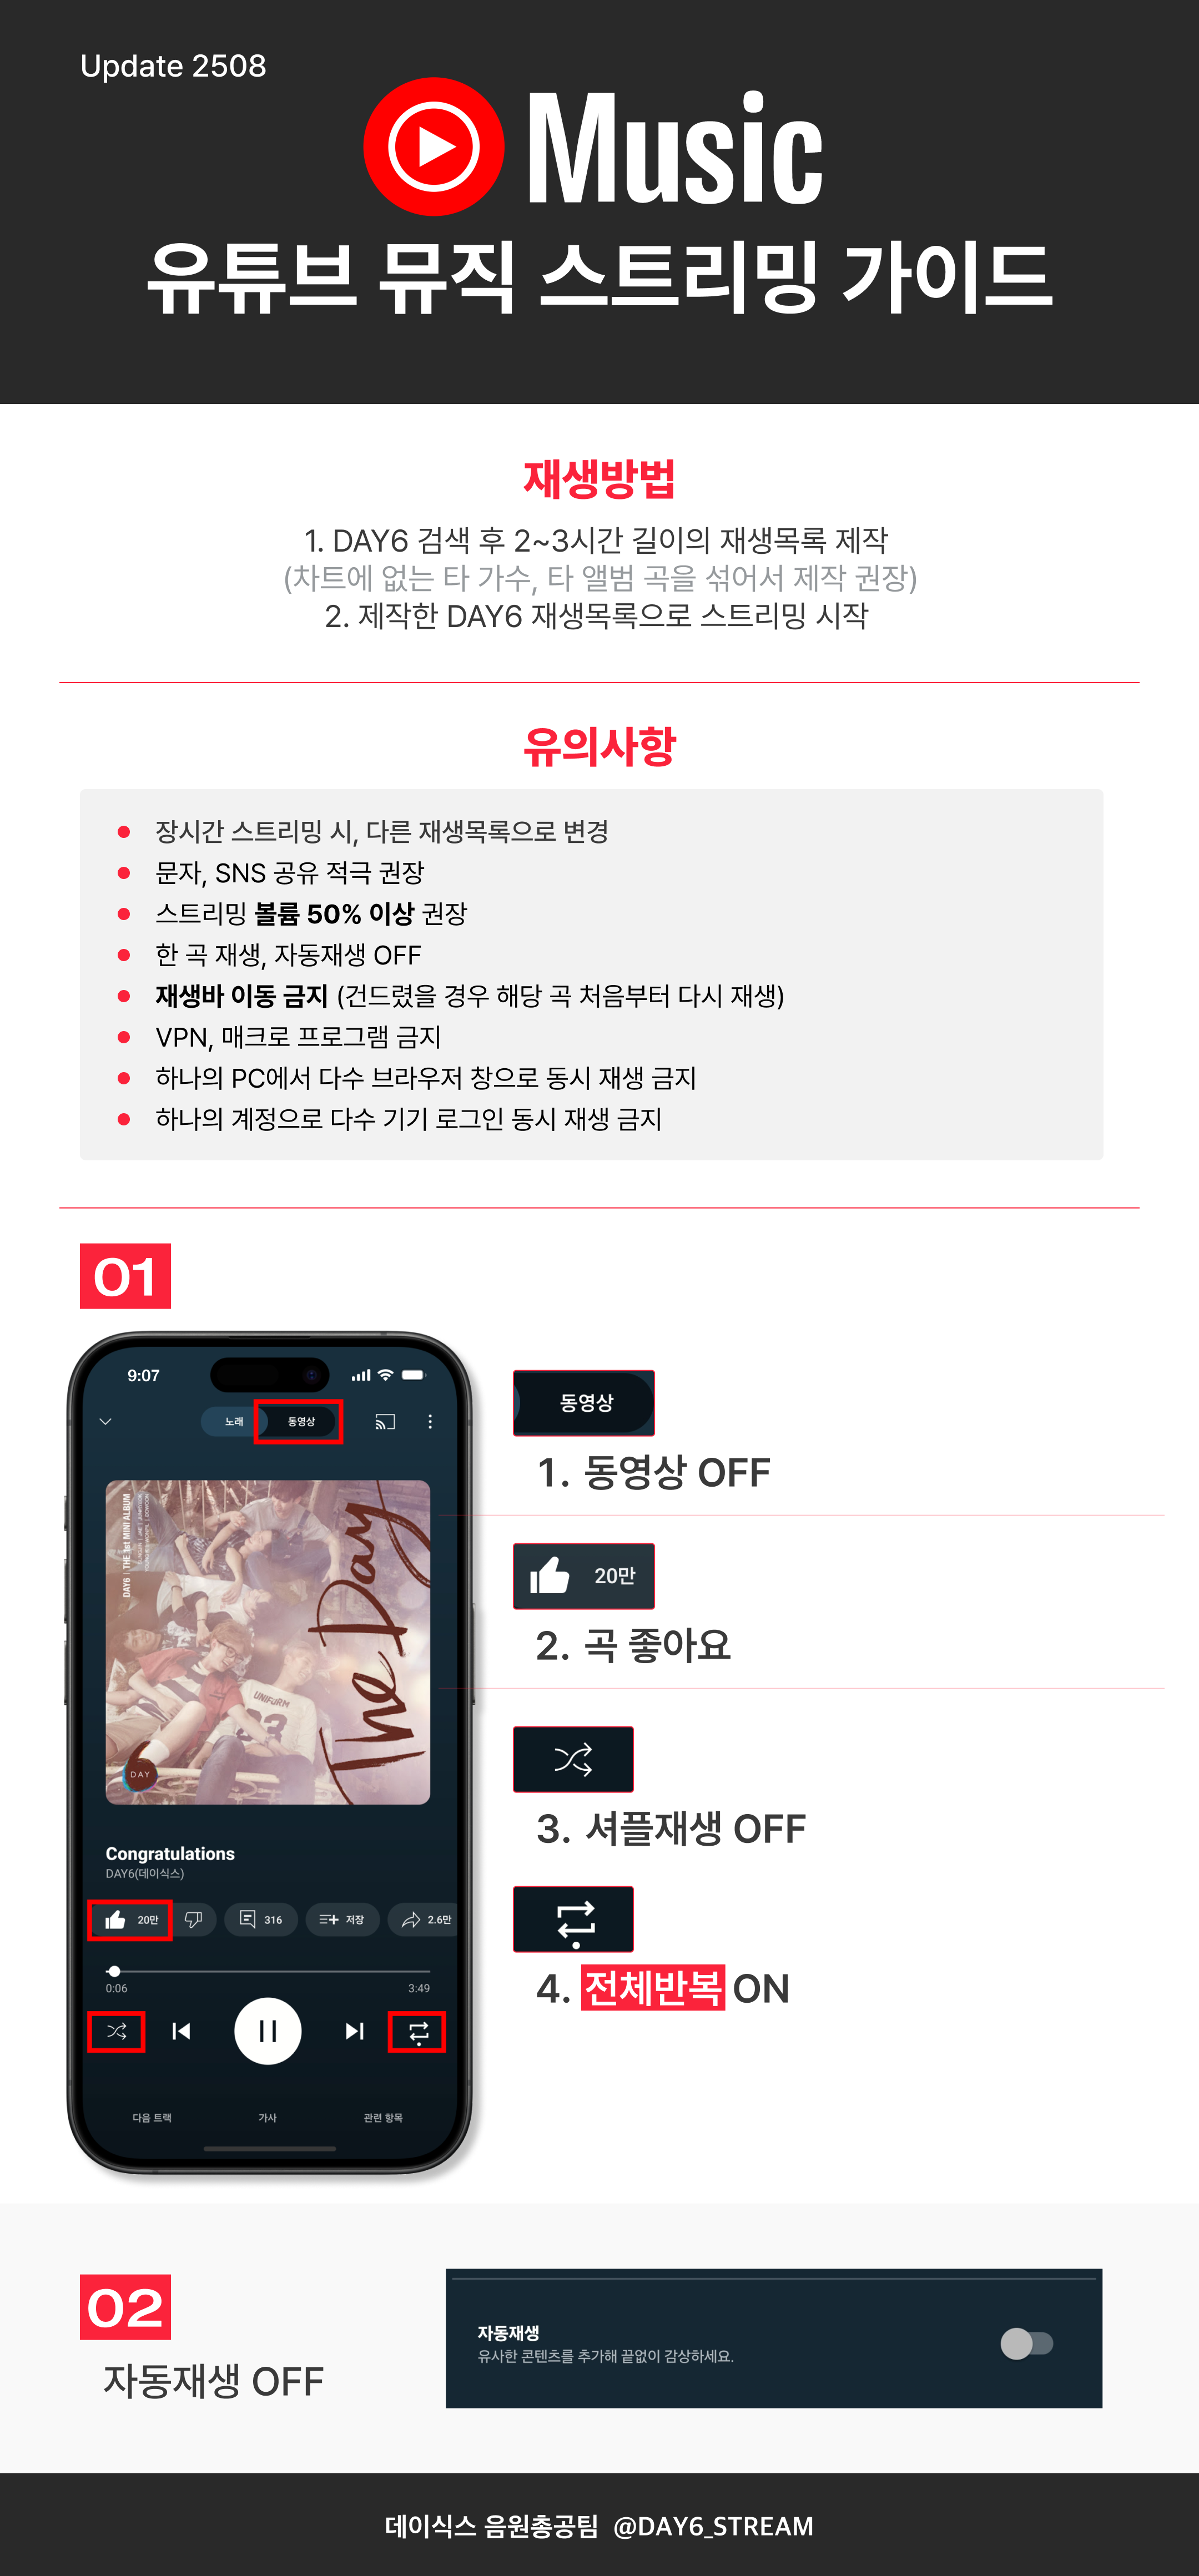 Update 2508
Music
유튜브 뮤직 스트리밍 가이드
재생방법
1. DAY6 검색 후 2~3시간 길이의 재생목록 제작
(차트에 없는 타 가수, 타 앨범 곡을 섞어서 제작 권장)
2. 제작한 DAY6 재생목록으로 스트리밍 시작
유의사항
장시간 스트리밍 시, 다른 재생목록으로 변경
문자, SNS 공유 적극 권장
스트리밍 볼륨 50% 이상 권장
한 곡 재생, 자동재생 OFF
재생바 이동 금지 (건드렸을 경우 해당 곡 처음부터 다시 재생)
VPN, 매크로 프로그램 금지
하나의 PC에서 다수 브라우저 창으로 동시 재생 금지
하나의 계정으로 다수 기기 로그인 동시 재생 금지
01
9:07
노래 동영상
DAY6 | THE 1st MINI ALBUM
The Day
UNIFORM
DAY
Congratulations
DAY6(데이식스)
20만 316 저장 2.6만
0:06 3:49
다음 트랙 가사 관련 항목
동영상
1. 동영상 OFF
20만
2. 곡 좋아요
3. 셔플재생 OFF
4. 전체반복 ON
02
자동재생 OFF
자동재생
유사한 콘텐츠를 추가해 끝없이 감상하세요.
데이식스 음원총공팀 @DAY6_STREAM